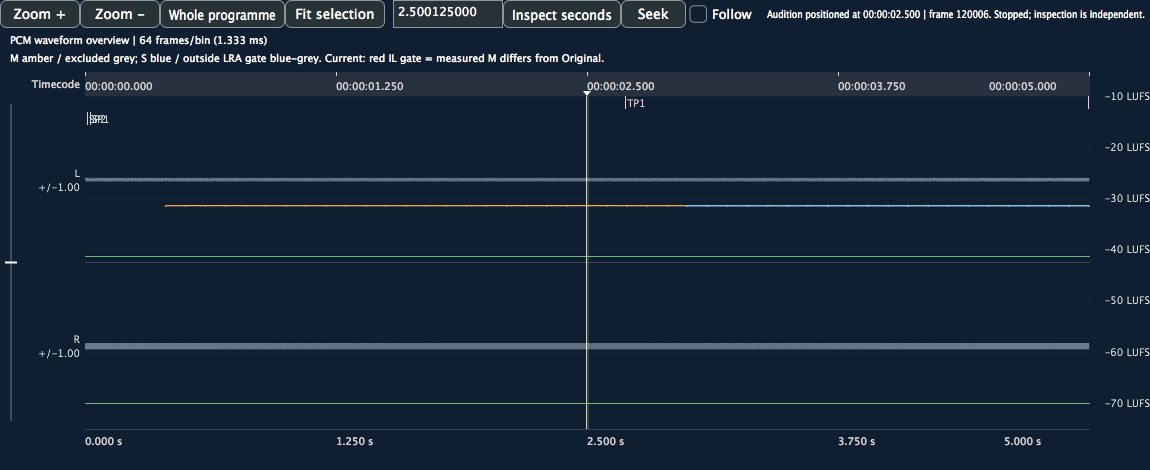 Zoom + Zoom − Whole programme Fit selection 2.500125000 Inspect seconds Seek Follow Audition positioned at 00:00:02.500 | frame 120006. Stopped; inspection is independent.
PCM waveform overview | 64 frames/bin (1.333 ms)
M amber / excluded grey; S blue / outside LRA gate blue-grey. Current: red IL gate = measured M differs from Original.
Timecode 00:00:00.000 00:00:01.250 00:00:02.500 00:00:03.750 00:00:05.000
−10 LUFS
TP1
−20 LUFS
L
+/−1.00
−30 LUFS
−40 LUFS
−50 LUFS
R
+/−1.00
−60 LUFS
−70 LUFS
0.000 s 1.250 s 2.500 s 3.750 s 5.000 s